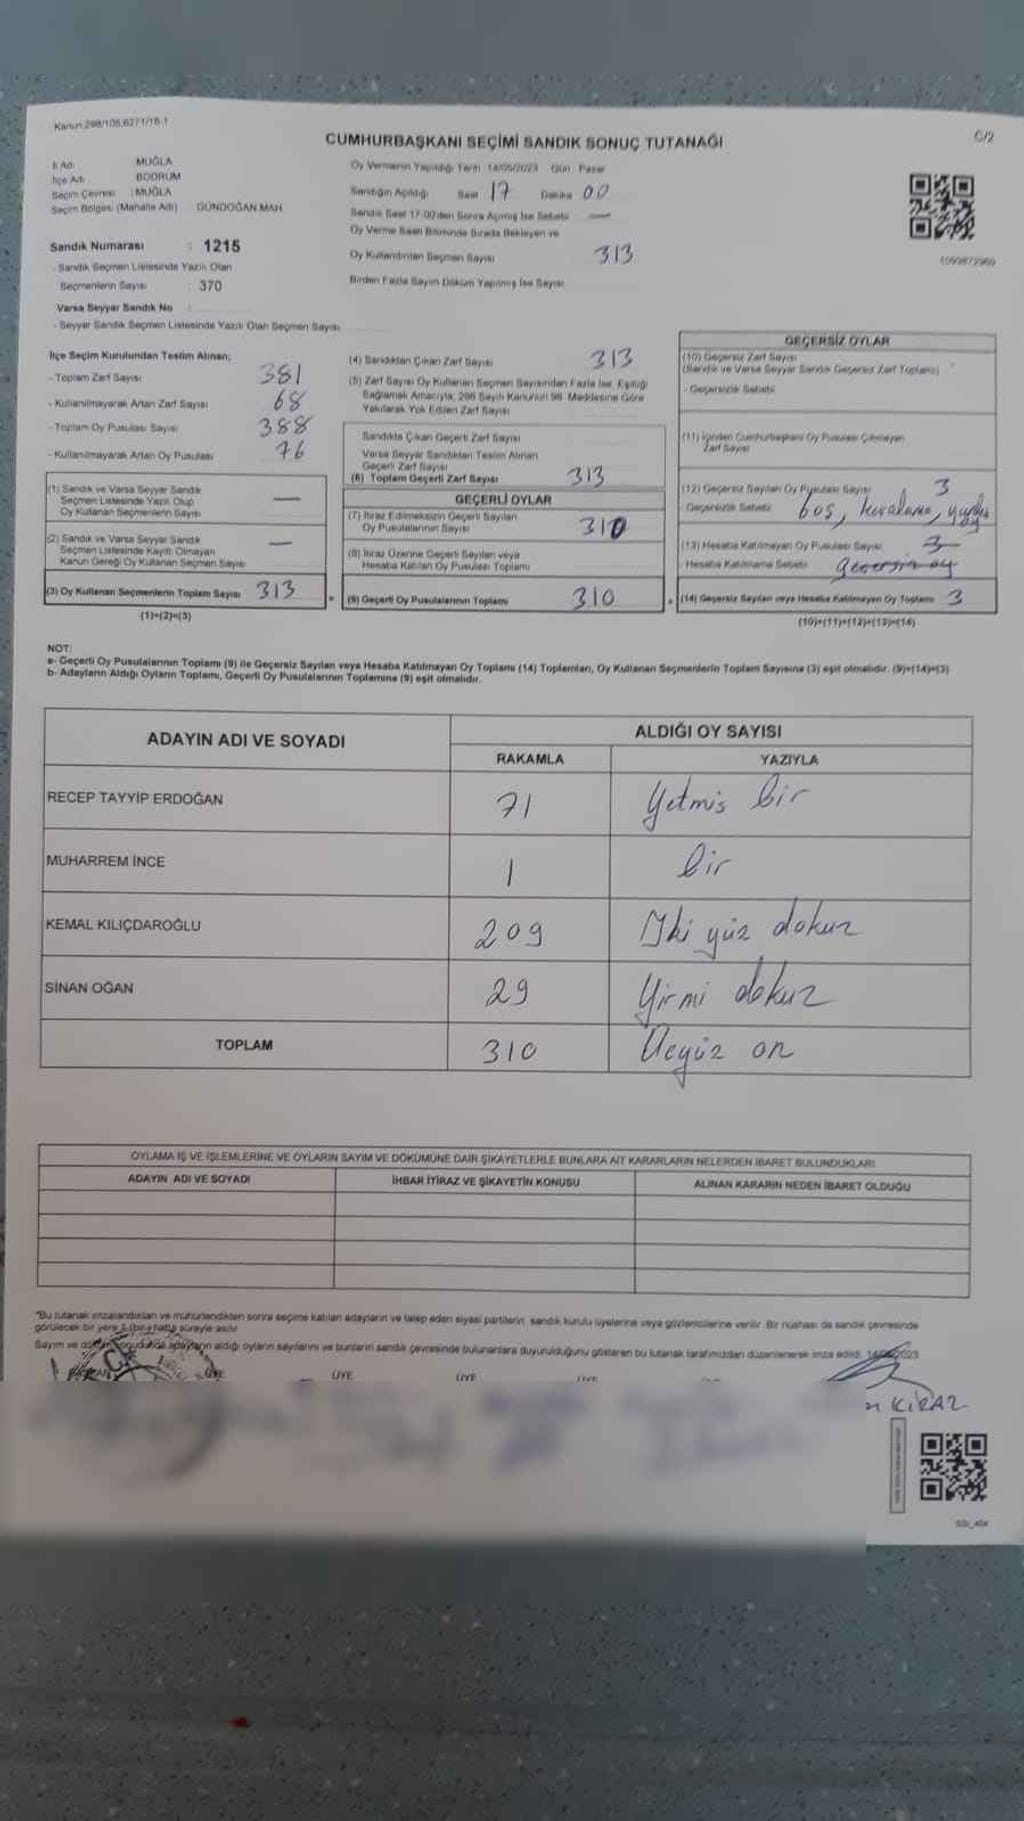 Kanun:298/105,6271/18-1
CUMHURBAŞKANI SEÇİMİ SANDIK SONUÇ TUTANAĞI
C/2
İl Adı: MUĞLA
İlçe Adı: BODRUM
Seçim Çevresi :MUĞLA
Seçim Bölgesi (Mahalle Adı) GÜNDOĞAN MAH
Sandık Numarası : 1215
- Sandık Seçmen Listesinde Yazılı Olan
Seçmenlerin Sayısı : 370
Varsa Seyyar Sandık No :
- Seyyar Sandık Seçmen Listesinde Yazılı Olan Seçmen Sayısı
Oy Vermenin Yapıldığı Tarih 14/05/2023 Gün : Pazar
Sandığın Açıldığı Saat 17 Dakika 00
Sandık Saat 17:00'den Sonra Açılmış İse Sebebi —
Oy Verme Saati Bitiminde Sırada Bekleyen ve
Oy Kullandırılan Seçmen Sayısı 313
Birden Fazla Sayım Döküm Yapılmış İse Sayısı
İlçe Seçim Kurulundan Teslim Alınan;
- Toplam Zarf Sayısı 381
- Kullanılmayarak Artan Zarf Sayısı 68
- Toplam Oy Pusulası Sayısı 388
- Kullanılmayarak Artan Oy Pusulası 76
(1) Sandık ve Varsa Seyyar Sandık
Seçmen Listesinde Yazılı Olup
Oy Kullanan Seçmenlerin Sayısı —
(2) Sandık ve Varsa Seyyar Sandık
Seçmen Listesinde Kayıtlı Olmayan
Kanun Gereği Oy Kullanan Seçmen Sayısı —
(3) Oy Kullanan Seçmenlerin Toplam Sayısı 313
(1)+(2)=(3)
(4) Sandıktan Çıkan Zarf Sayısı 313
(5) Zarf Sayısı Oy Kullanan Seçmen Sayısından Fazla İse, Eşitliği
Sağlamak Amacıyla, 298 Sayılı Kanunun 98. Maddesine Göre
Yakılarak Yok Edilen Zarf Sayısı
Sandıkta Çıkan Geçerli Zarf Sayısı
Varsa Seyyar Sandıktan Teslim Alınan
Geçerli Zarf Sayısı
(6) Toplam Geçerli Zarf Sayısı 313
GEÇERLİ OYLAR
(7) İtiraz Edilmeksizin Geçerli Sayılan
Oy Pusulalarının Sayısı 310
(8) İtiraz Üzerine Geçerli Sayılan veya
Hesaba Katılan Oy Pusulası Toplamı
(9) Geçerli Oy Pusulalarının Toplamı 310
GEÇERSİZ OYLAR
(10) Geçersiz Zarf Sayısı
(Sandık ve Varsa Seyyar Sandık Geçersiz Zarf Toplamı)
- Geçersizlik Sebebi
(11) İçinden Cumhurbaşkanı Oy Pusulası Çıkmayan
Zarf Sayısı
(12) Geçersiz Sayılan Oy Pusulası Sayısı 3
Geçersizlik Sebebi boş, karalama,
(13) Hesaba Katılmayan Oy Pusulası Sayısı 3
- Hesaba Katılmama Sebebi geçersiz oy
(14) Geçersiz Sayılan veya Hesaba Katılmayan Oy Toplamı 3
(10)+(11)+(12)+(13)=(14)
NOT:
a- Geçerli Oy Pusulalarının Toplamı (9) ile Geçersiz Sayılan veya Hesaba Katılmayan Oy Toplamı (14) Toplamları, Oy Kullanan Seçmenlerin Toplam Sayısına (3) eşit olmalıdır. (9)+(14)=(3)
b- Adayların Aldığı Oyların Toplamı, Geçerli Oy Pusulalarının Toplamına (9) eşit olmalıdır.
ADAYIN ADI VE SOYADI
ALDIĞI OY SAYISI
RAKAMLA YAZIYLA
RECEP TAYYİP ERDOĞAN 71 Yetmiş bir
MUHARREM İNCE 1 bir
KEMAL KILIÇDAROĞLU 209 İki yüz dokuz
SİNAN OĞAN 29 Yirmi dokuz
TOPLAM 310 Üçyüz on
OYLAMA İŞ VE İŞLEMLERİNE VE OYLARIN SAYIM VE DÖKÜMÜNE DAİR ŞİKAYETLERLE BUNLARA AİT KARARLARIN NELERDEN İBARET BULUNDUKLARI
ADAYIN ADI VE SOYADI İHBAR İTİRAZ VE ŞİKAYETİN KONUSU ALINAN KARARIN NEDEN İBARET OLDUĞU
"Bu tutanak imzalandıktan ve mühürlendikten sonra seçime katılan adayların ve talep eden siyasi partilerin, sandık kurulu üyelerine veya gözlemcilerine verilir. Bir nüshası da sandık çevresinde
görülecek bir yere 1 (bir) hafta süreyle asılır
Sayım ve döküm adayların aldığı oyların sayılarını ve bunların sandık çevresinde bulunanlara duyurulduğunu gösteren bu tutanak tarafımızdan düzenlenerek imza edildi.
ÜYE ÜYE ÜYE ÜYE
KİRAZ